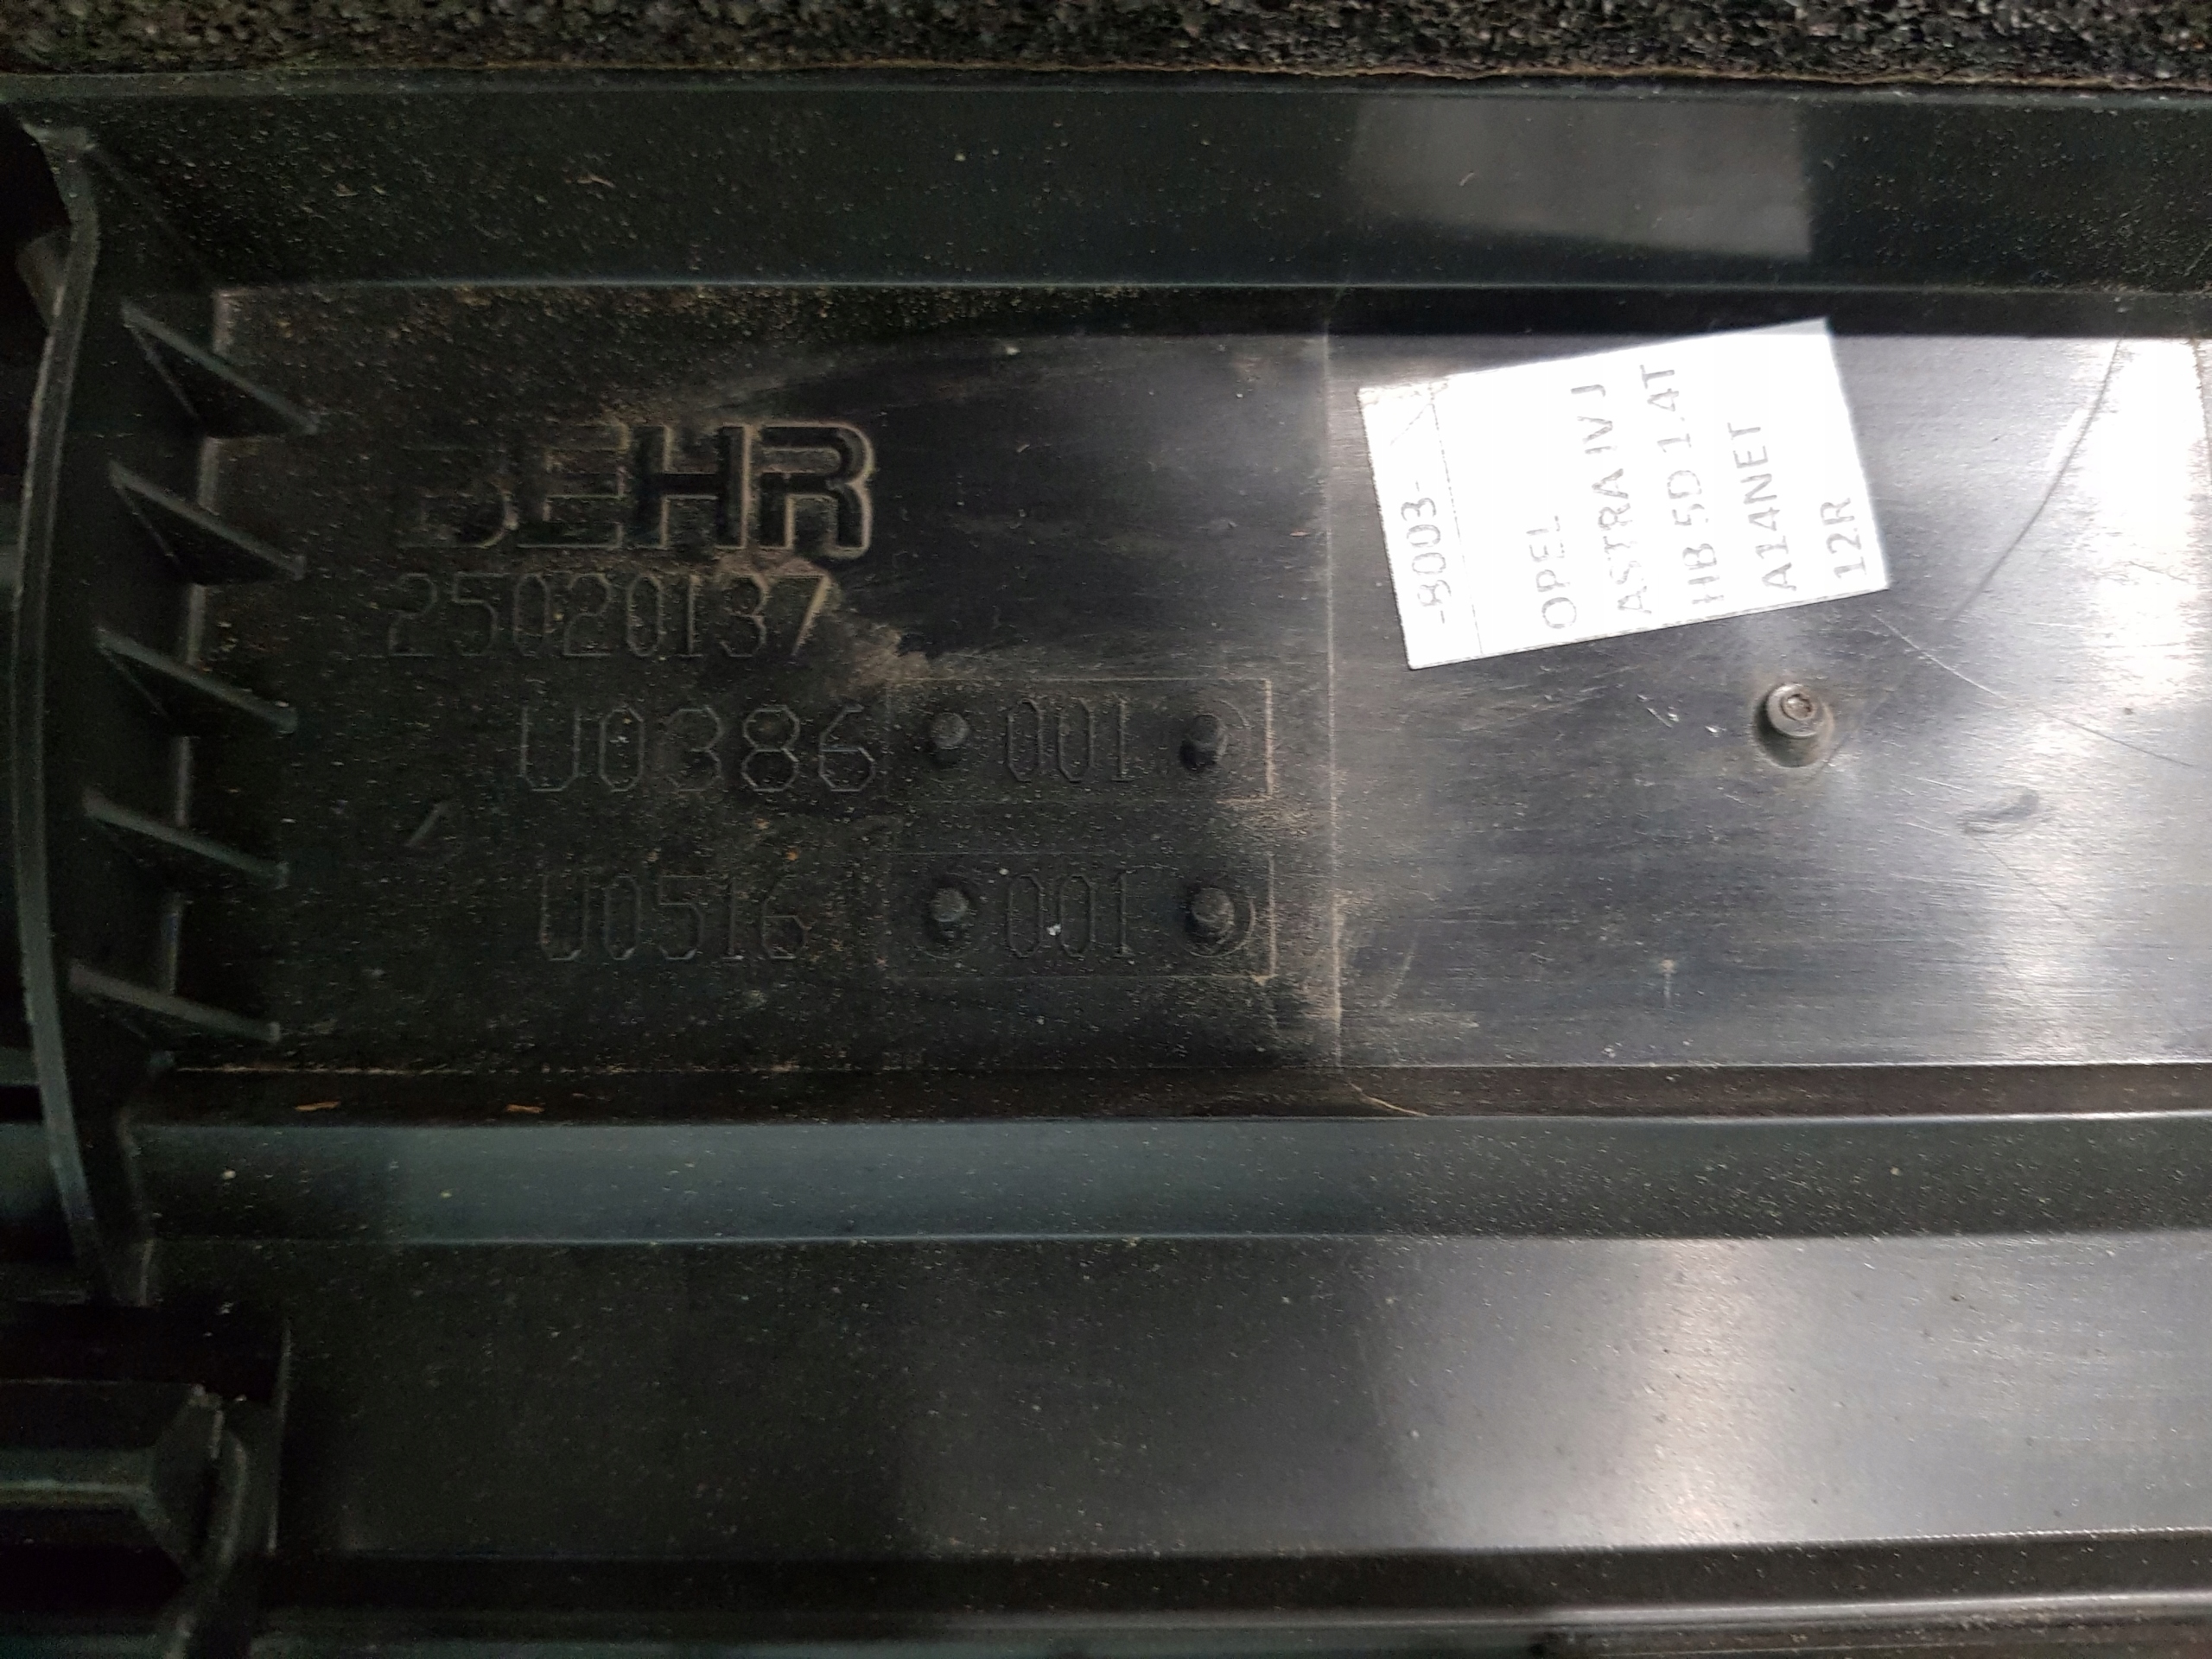 BEHR
25020137
U0386 001
U0516 001
-8003-
OPEL
ASTRA IV J
HB 5D 1.4T
A14NET
12R